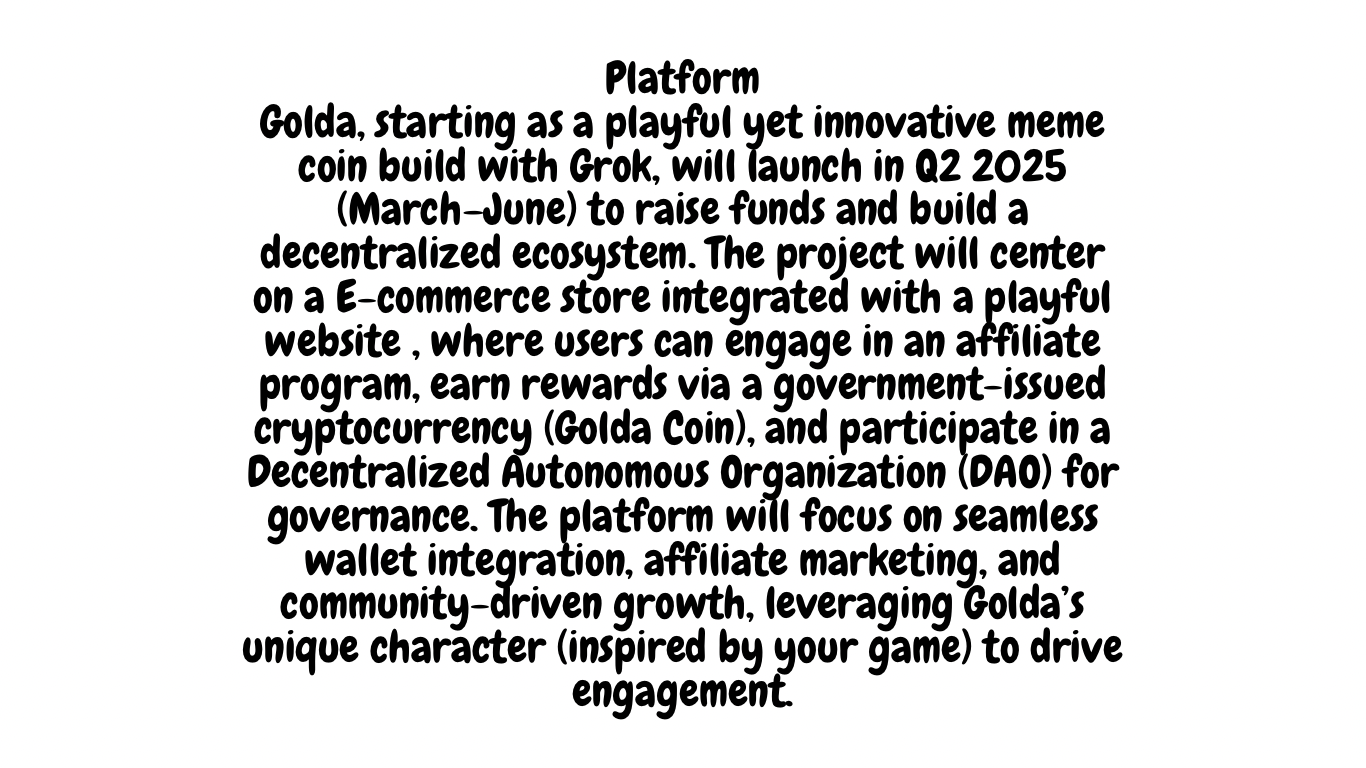 Platform
Golda, starting as a playful yet innovative meme
coin build with Grok, will launch in Q2 2025
(March–June) to raise funds and build a
decentralized ecosystem. The project will center
on a E-commerce store integrated with a playful
website , where users can engage in an affiliate
program, earn rewards via a government-issued
cryptocurrency (Golda Coin), and participate in a
Decentralized Autonomous Organization (DAO) for
governance. The platform will focus on seamless
wallet integration, affiliate marketing, and
community-driven growth, leveraging Golda’s
unique character (inspired by your game) to drive
engagement.